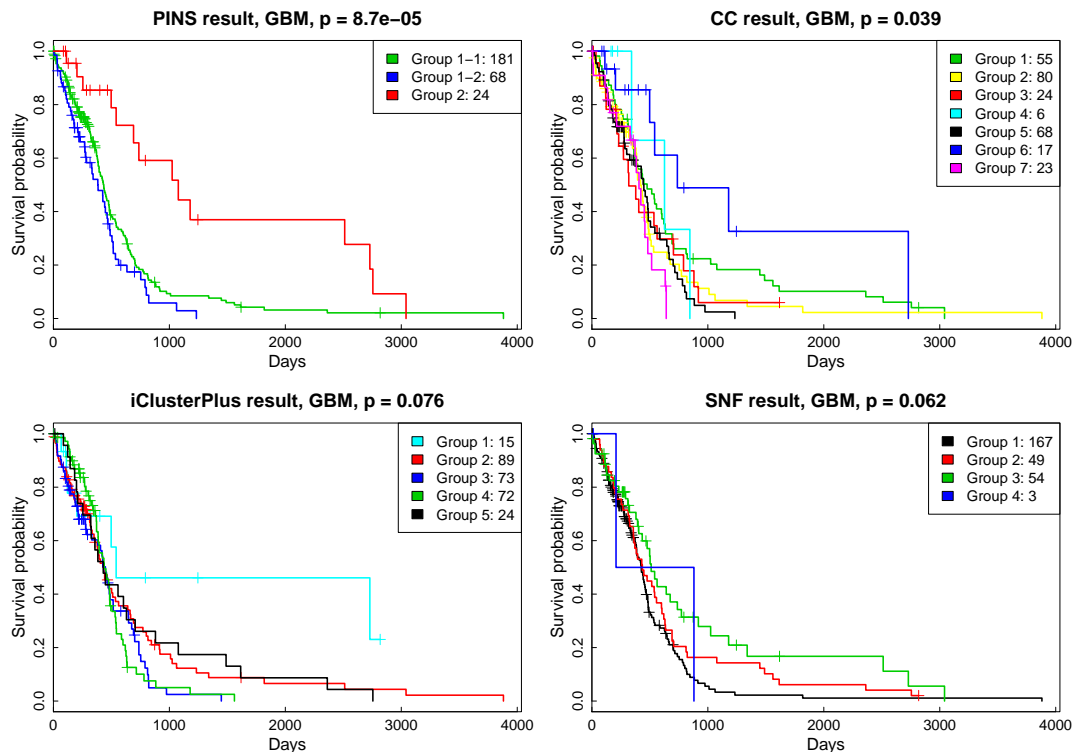 PINS result, GBM, p = 8.7e−05
Survival probability
0.0
0.2
0.4
0.6
0.8
1.0
Group 1−1: 181
Group 1−2: 68
Group 2: 24
0
1000
2000
3000
4000
Days
CC result, GBM, p = 0.039
Survival probability
0.0
0.2
0.4
0.6
0.8
1.0
Group 1: 55
Group 2: 80
Group 3: 24
Group 4: 6
Group 5: 68
Group 6: 17
Group 7: 23
0
1000
2000
3000
4000
Days
iClusterPlus result, GBM, p = 0.076
Survival probability
0.0
0.2
0.4
0.6
0.8
1.0
Group 1: 15
Group 2: 89
Group 3: 73
Group 4: 72
Group 5: 24
0
1000
2000
3000
4000
Days
SNF result, GBM, p = 0.062
Survival probability
0.0
0.2
0.4
0.6
0.8
1.0
Group 1: 167
Group 2: 49
Group 3: 54
Group 4: 3
0
1000
2000
3000
4000
Days